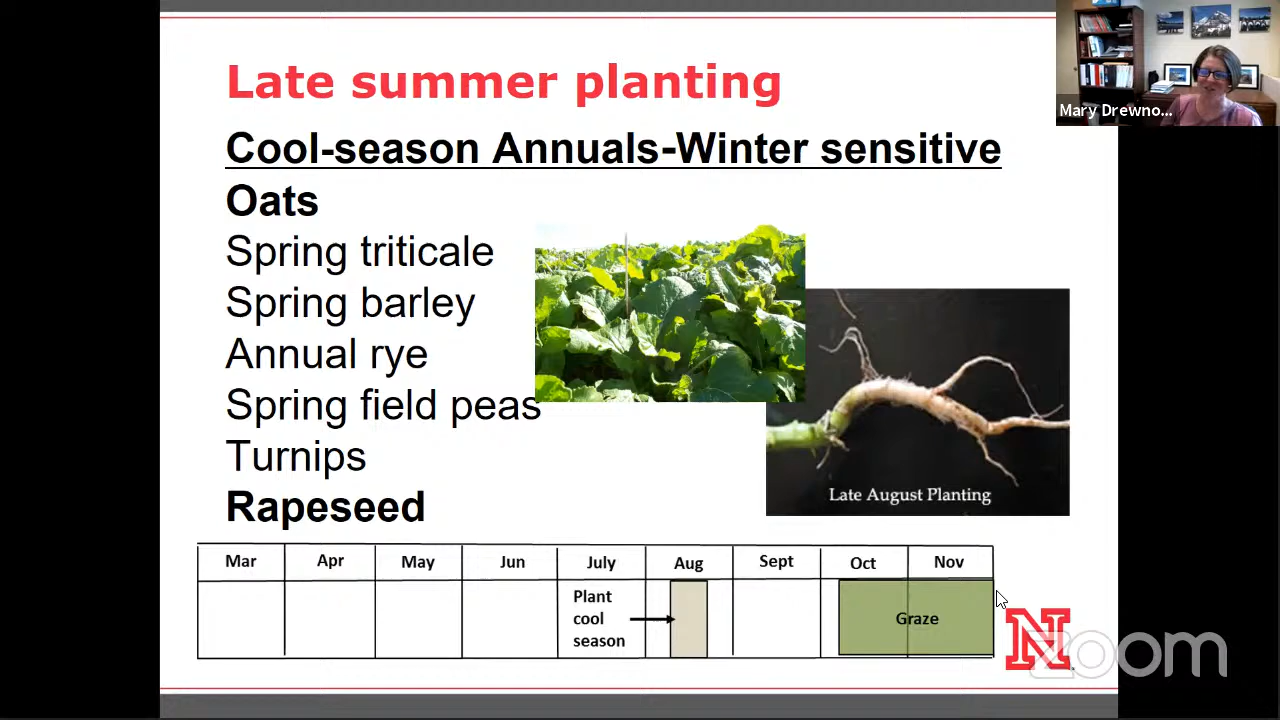 Late summer planting
Mary Drewno...
Cool-season Annuals-Winter sensitive
Oats
Spring triticale
Spring barley
Annual rye
Spring field peas
Turnips
Rapeseed
Late August Planting
Mar Apr May Jun July Aug Sept Oct Nov
Plant
cool
season
Graze
N
zoom